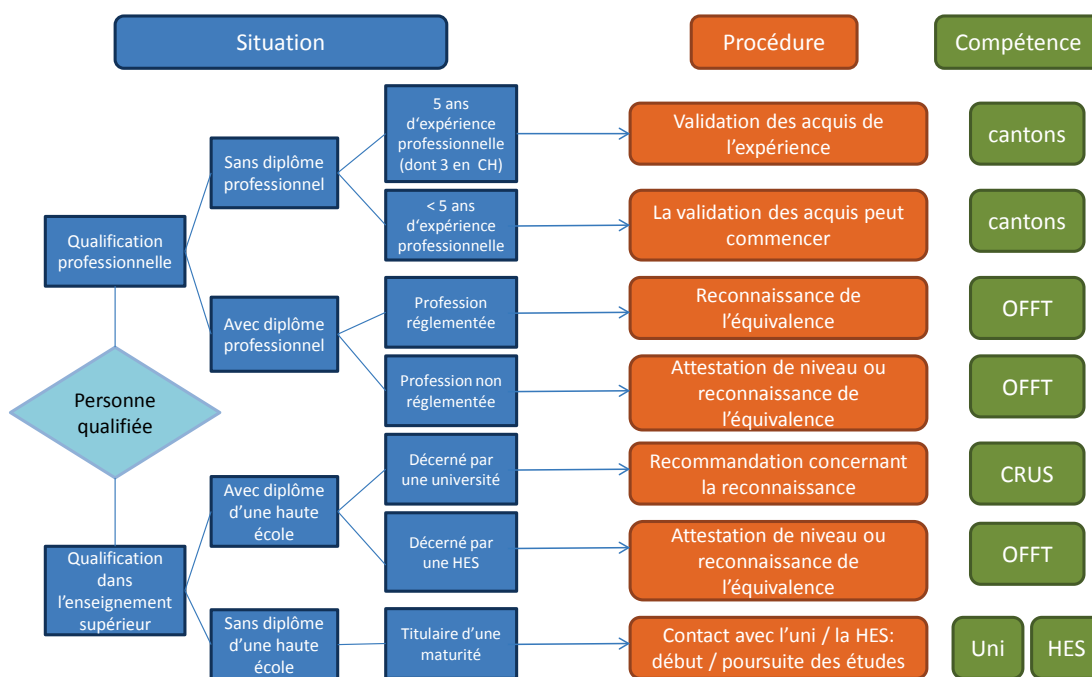 Situation
Procédure
Compétence
5 ans
d‘expérience
professionnelle
(dont 3 en CH)
Validation des acquis de
l’expérience
cantons
Sans diplôme
professionnel
< 5 ans
d’expérience
professionnelle
La validation des acquis peut
commencer
cantons
Qualification
professionnelle
Profession
réglementée
Reconnaissance de
l’équivalence
OFFT
Avec diplôme
professionnel
Profession non
réglementée
Attestation de niveau ou
reconnaissance de
l’équivalence
OFFT
Personne
qualifiée
Décerné par
une université
Recommandation concernant
la reconnaissance
CRUS
Avec diplôme
d’une haute
école
Décerné par
une HES
Attestation de niveau ou
reconnaissance de
l’équivalence
OFFT
Qualification
dans
l’enseignement
supérieur
Sans diplôme
d’une haute
école
Titulaire d’une
maturité
Contact avec l’uni / la HES:
début / poursuite des études
Uni
HES